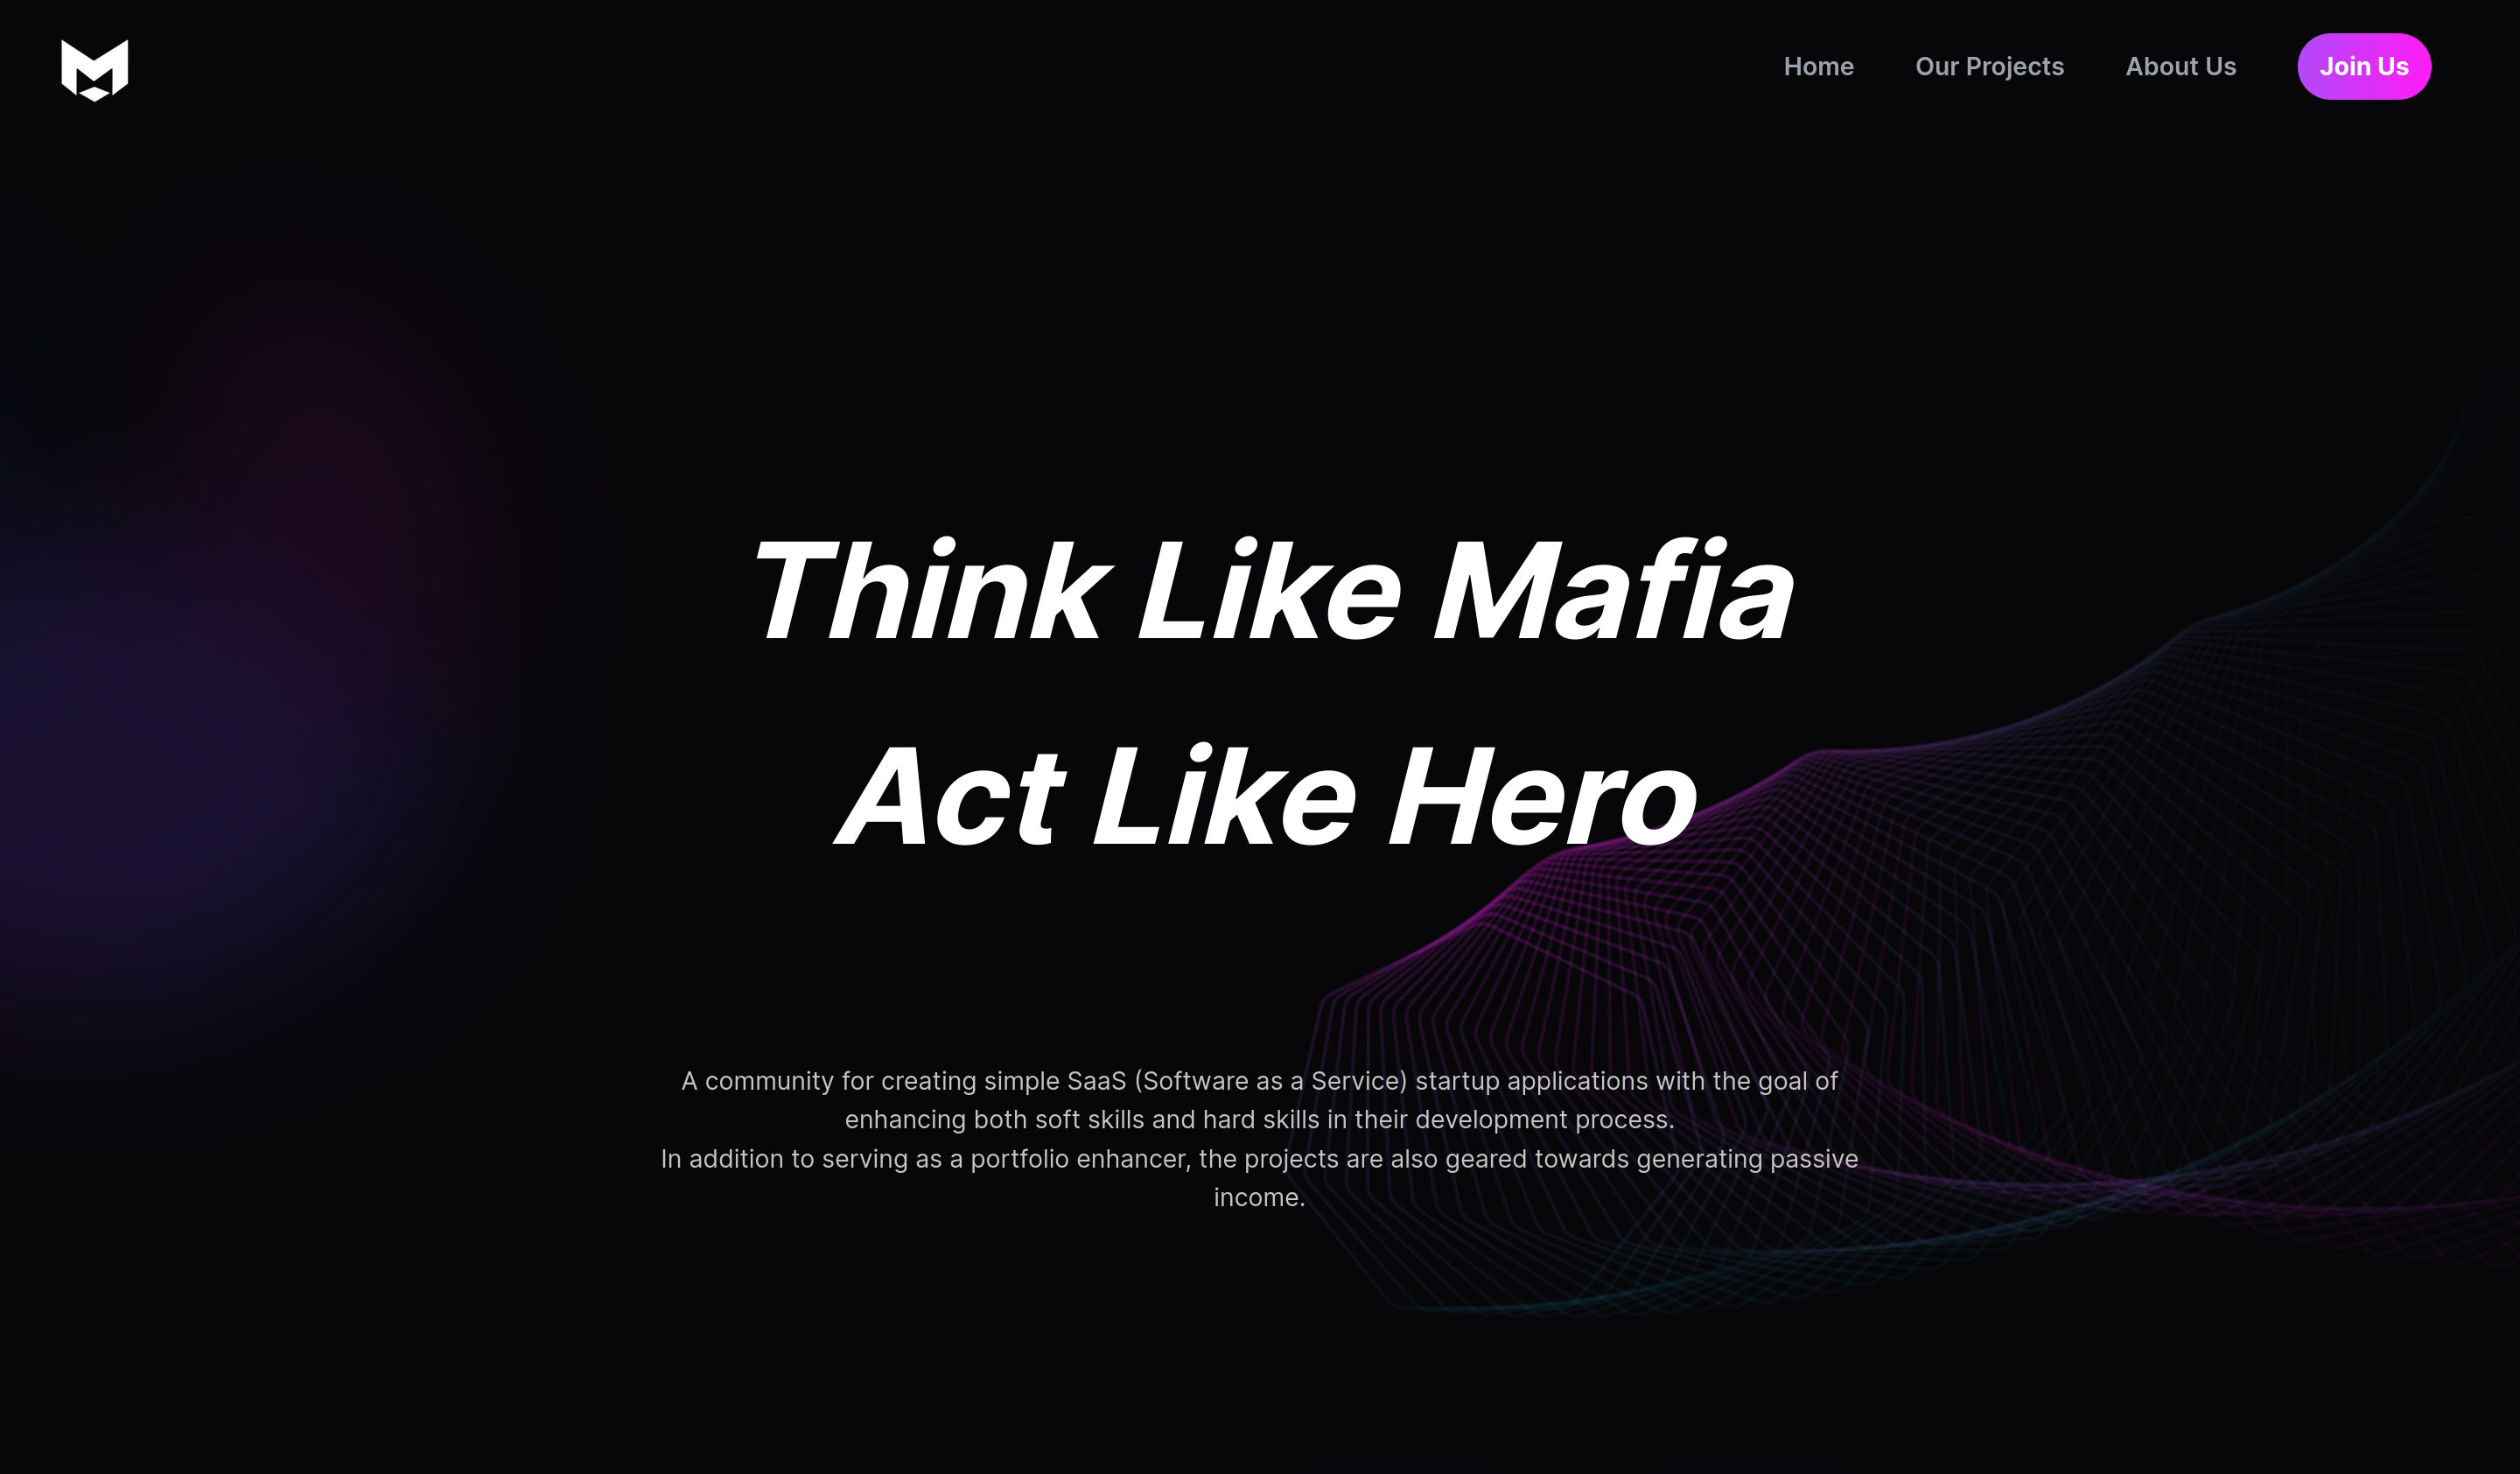 Home
Our Projects
About Us
Join Us
Think Like Mafia
Act Like Hero
A community for creating simple SaaS (Software as a Service) startup applications with the goal of
enhancing both soft skills and hard skills in their development process.
In addition to serving as a portfolio enhancer, the projects are also geared towards generating passive
income.